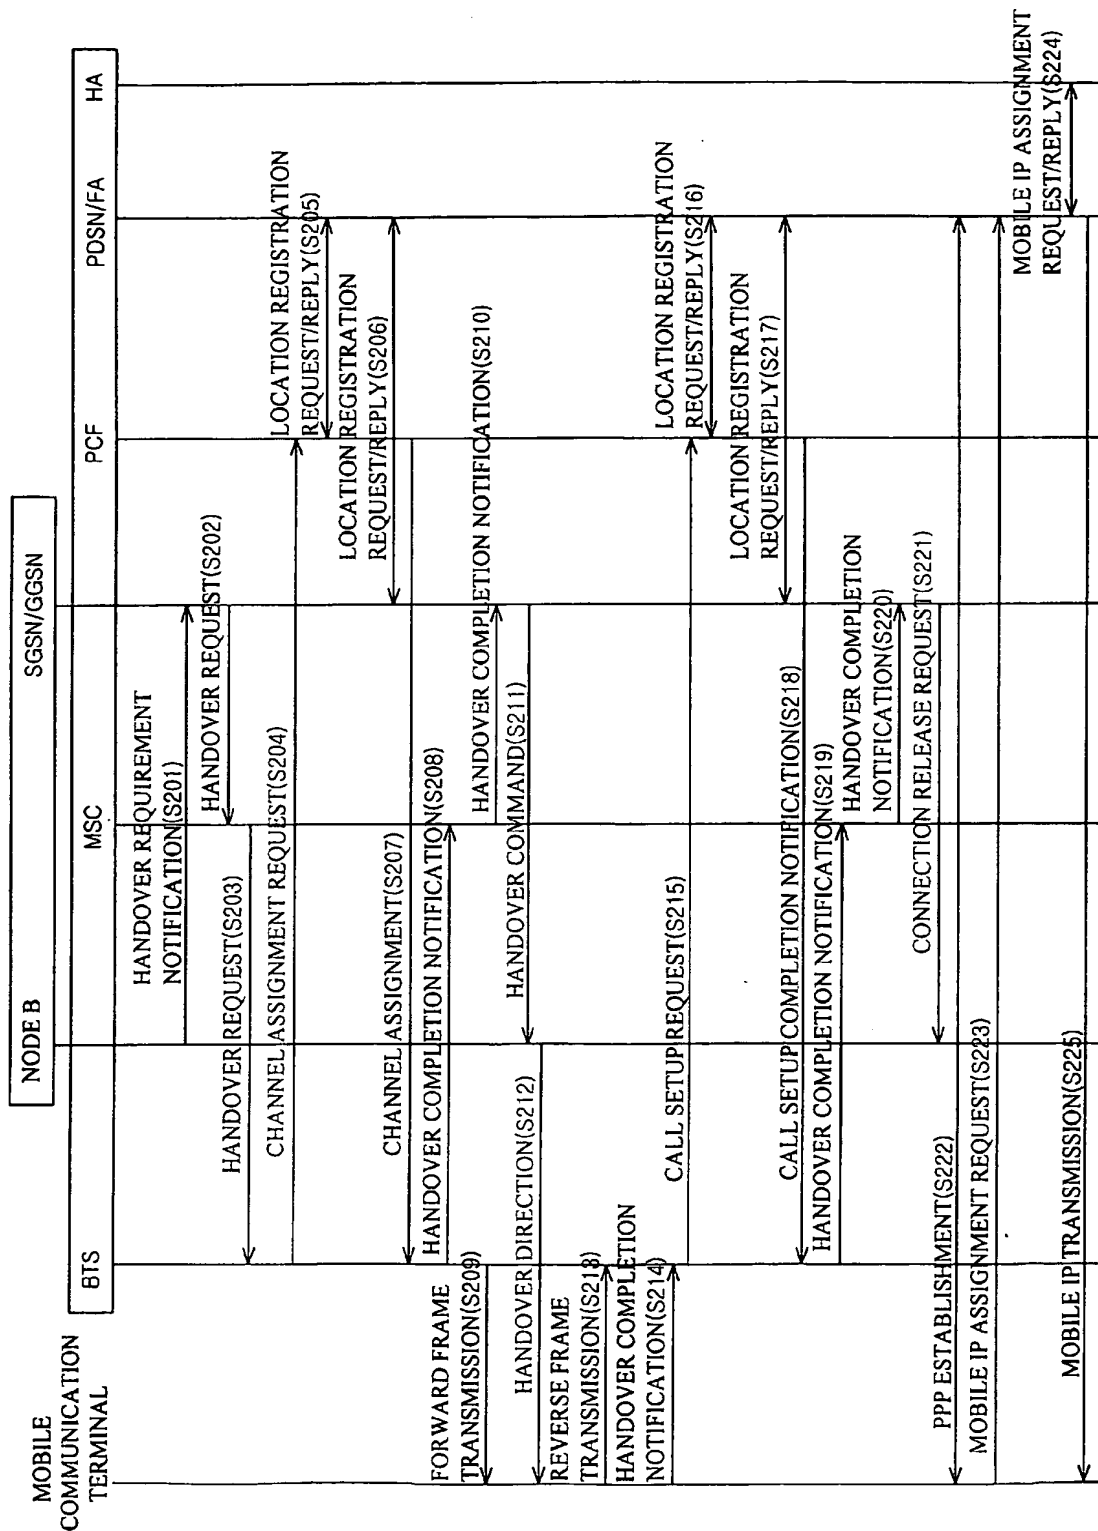 MOBILE
COMMUNICATION
TERMINAL
NODE B
SGSN/GGSN
BTS
MSC
PCF
PDSN/FA
HA
HANDOVER REQUIREMENT
NOTIFICATION(S201)
HANDOVER REQUEST(S202)
HANDOVER REQUEST(S203)
CHANNEL ASSIGNMENT REQUEST(S204)
LOCATION REGISTRATION
REQUEST/REPLY(S205)
LOCATION REGISTRATION
REQUEST/REPLY(S206)
CHANNEL ASSIGNMENT(S207)
HANDOVER COMPLETION NOTIFICATION(S208)
FORWARD FRAME
TRANSMISSION(S209)
HANDOVER COMPLETION NOTIFICATION(S210)
HANDOVER COMMAND(S211)
HANDOVER DIRECTION(S212)
REVERSE FRAME
TRANSMISSION(S213)
HANDOVER COMPLETION
NOTIFICATION(S214)
CALL SETUP REQUEST(S215)
LOCATION REGISTRATION
REQUEST/REPLY(S216)
LOCATION REGISTRATION
REQUEST/REPLY(S217)
CALL SETUP COMPLETION NOTIFICATION(S218)
HANDOVER COMPLETION NOTIFICATION(S219)
HANDOVER COMPLETION
NOTIFICATION(S220)
CONNECTION RELEASE REQUEST(S221)
PPP ESTABLISHMENT(S222)
MOBILE IP ASSIGNMENT REQUEST(S223)
MOBILE IP ASSIGNMENT
REQUEST/REPLY(S224)
MOBILE IP TRANSMISSION(S225)